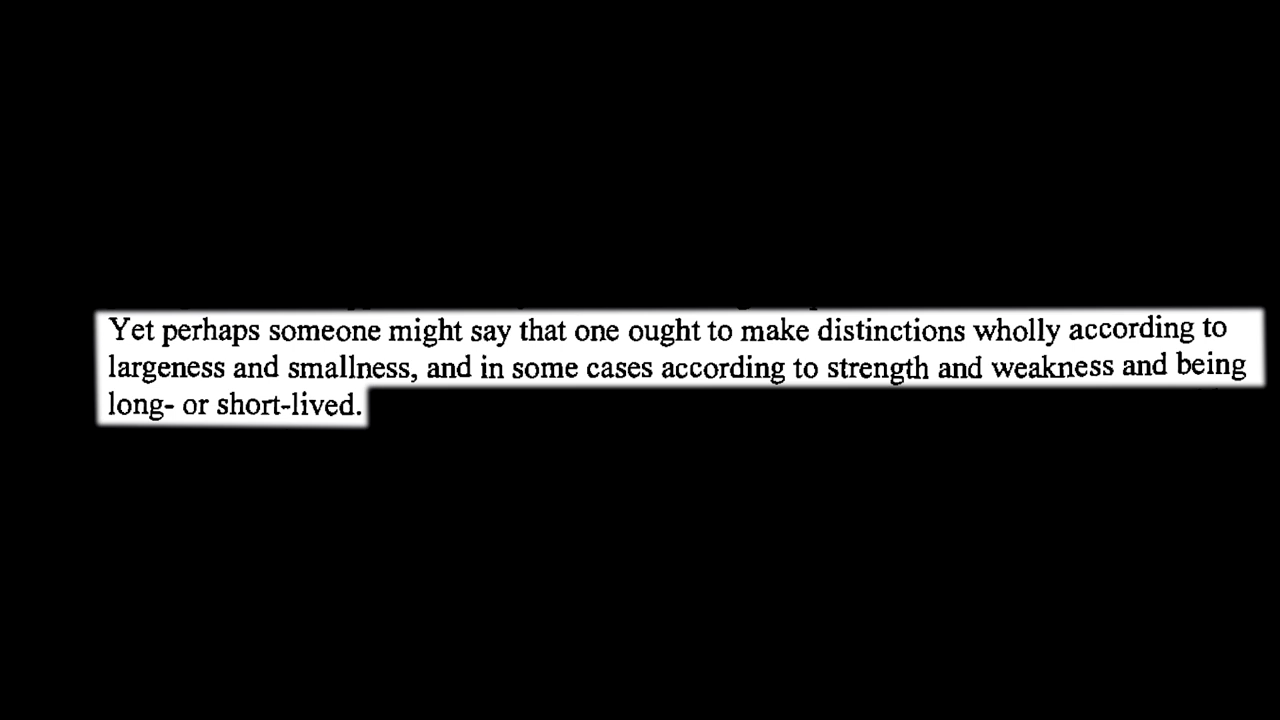 Yet perhaps someone might say that one ought to make distinctions wholly according to
largeness and smallness, and in some cases according to strength and weakness and being
long- or short-lived.